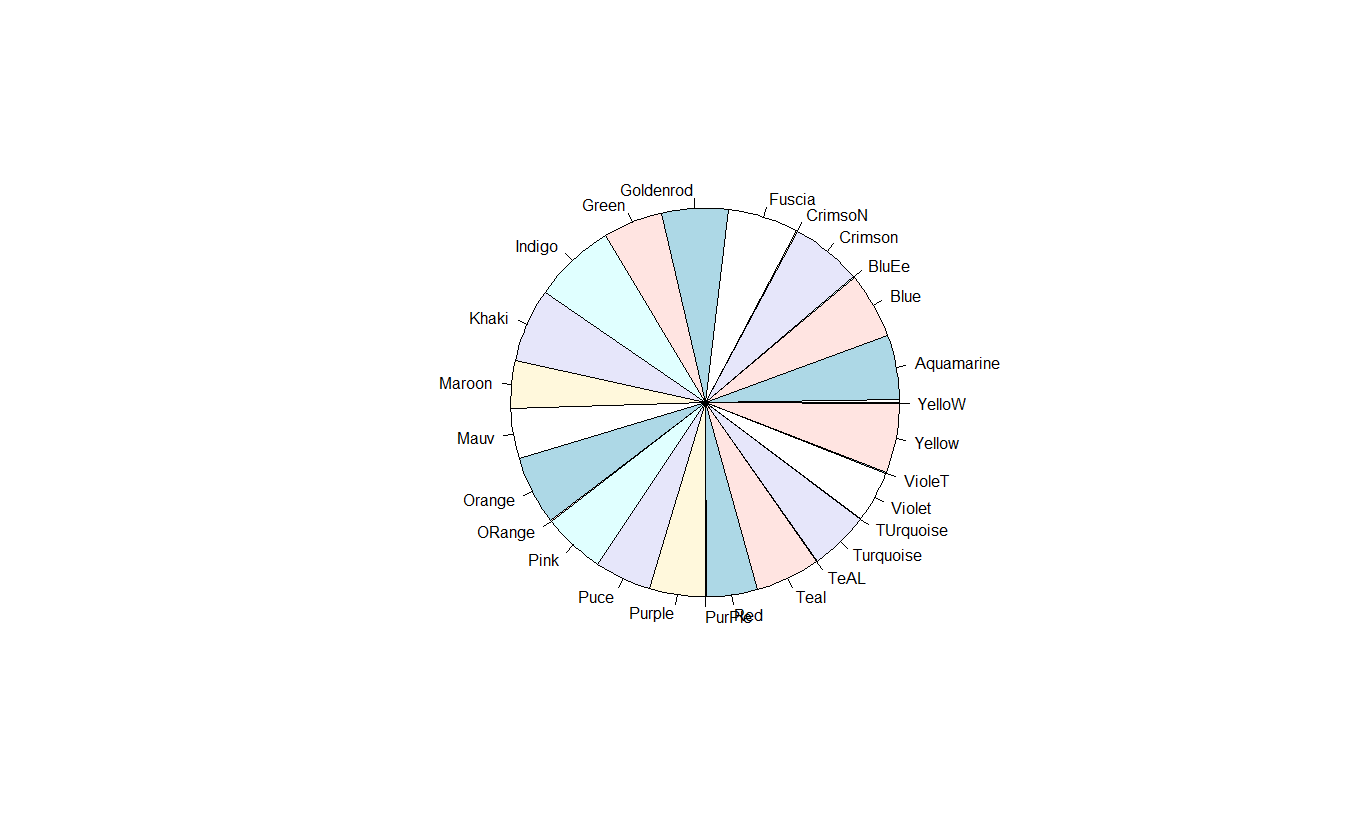 Goldenrod
Fuscia
Green
CrimsoN
Crimson
Indigo
BluEe
Blue
Khaki
Aquamarine
Maroon
YelloW
Mauv
Yellow
VioleT
Orange
Violet
ORange
TUrquoise
Turquoise
Pink
TeAL
Puce
Teal
Purple
PurPle
Red